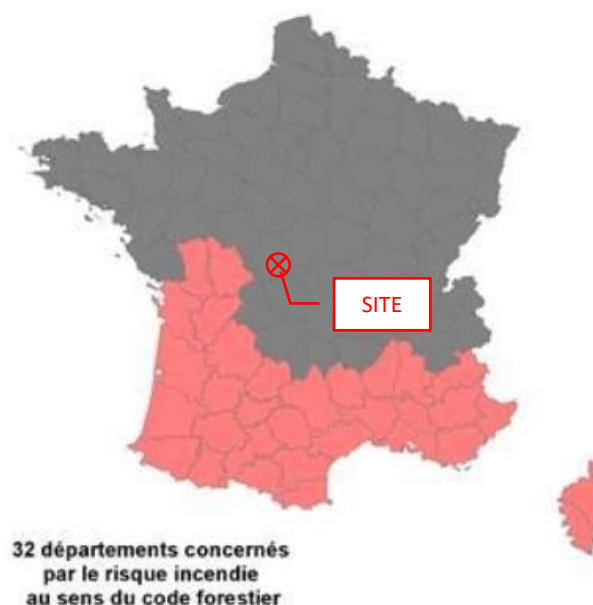 SITE
32 départements concernés
par le risque incendie
au sens du code forestier